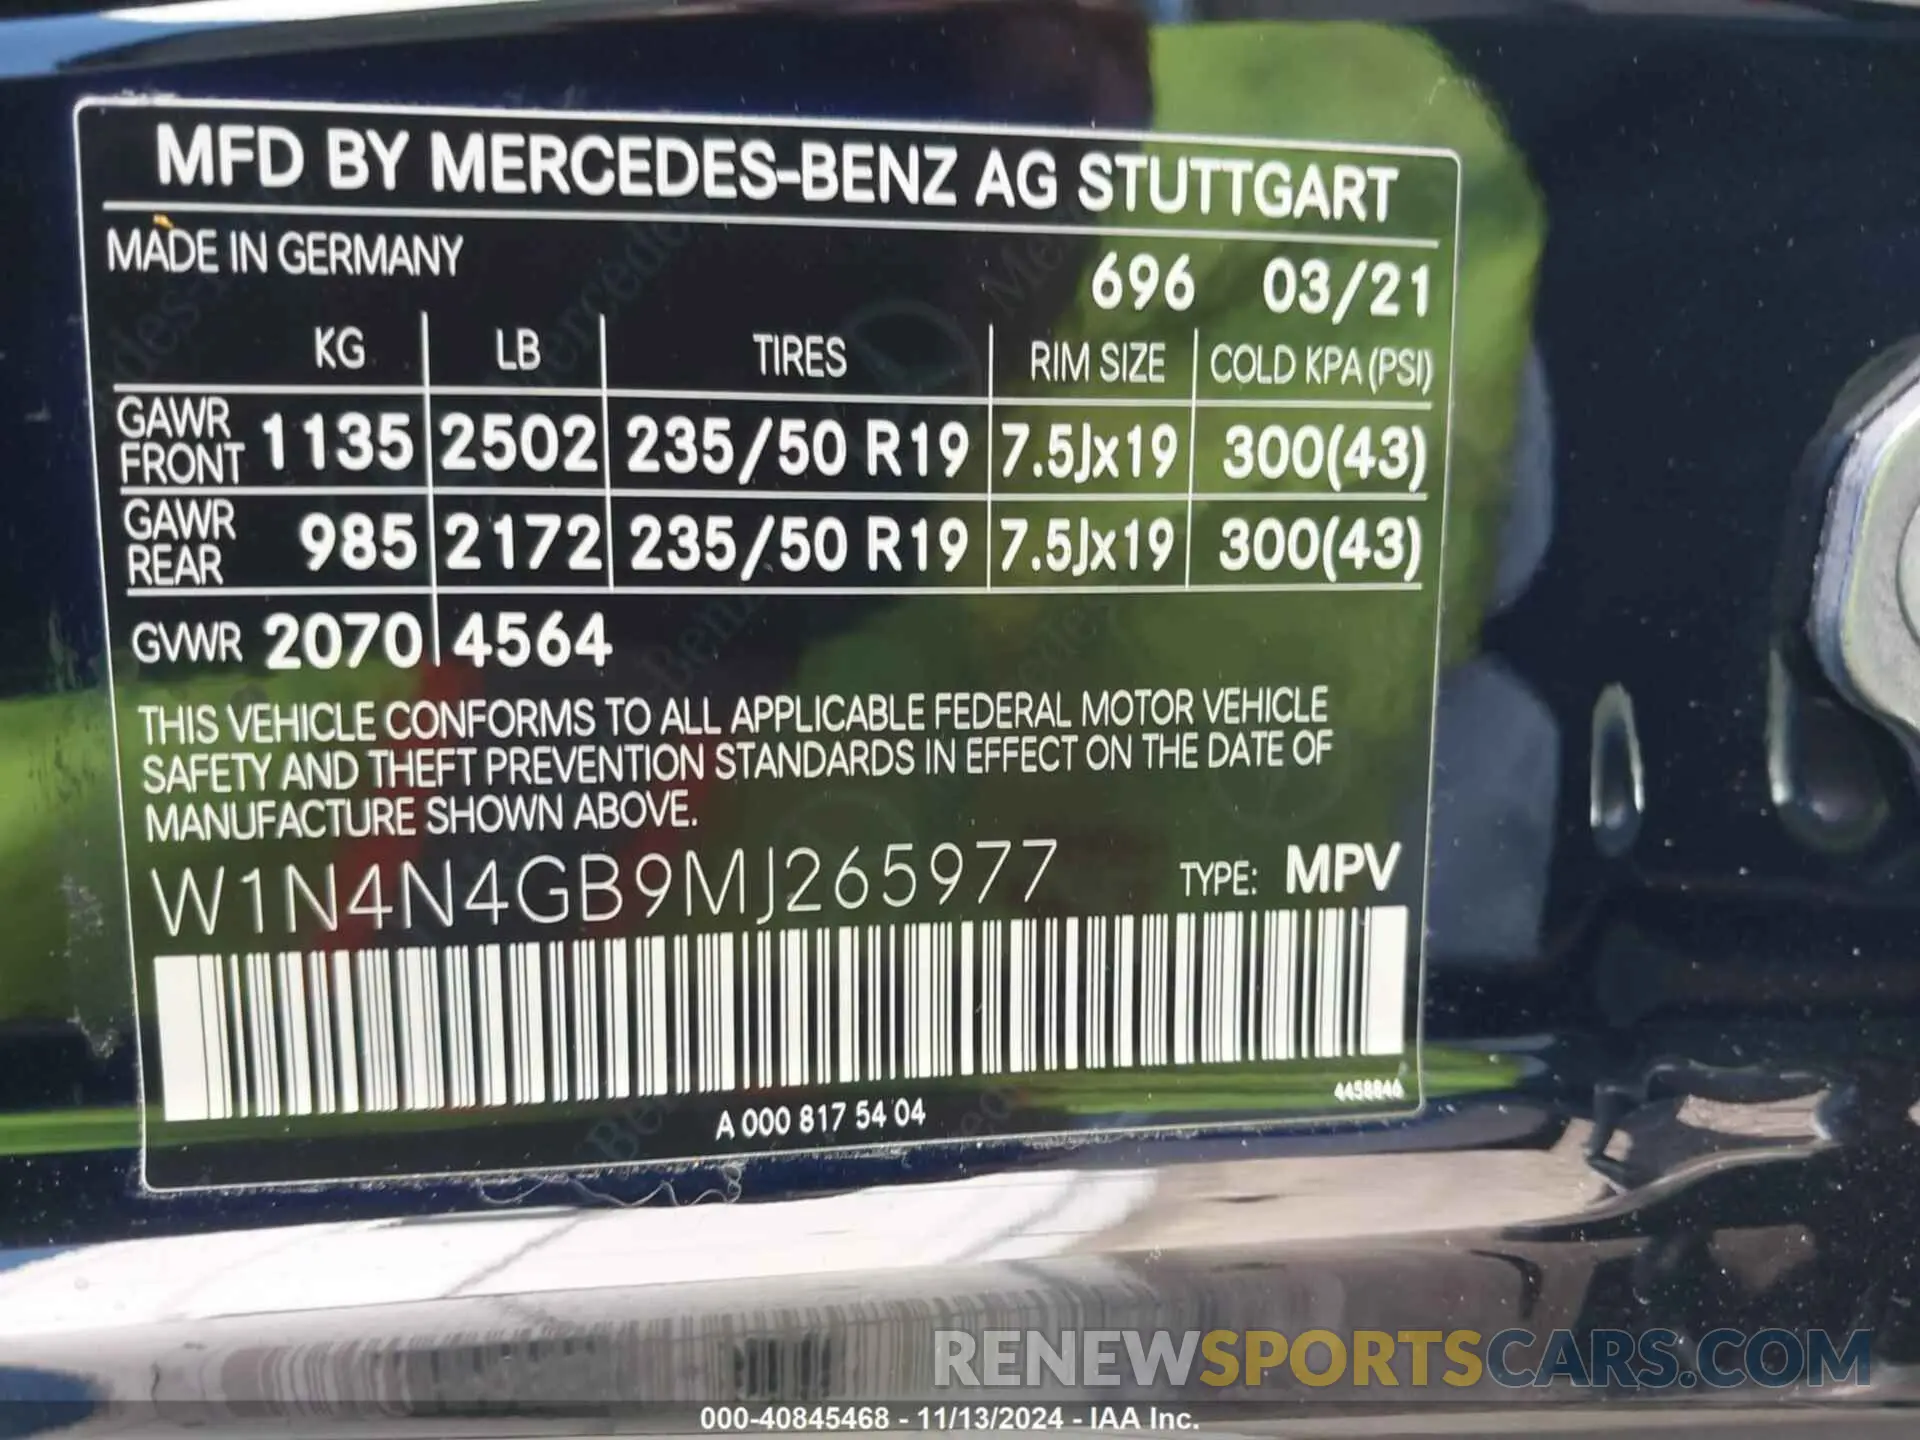 MFD BY MERCEDES-BENZ AG STUTTGART
MADE IN GERMANY
696 03/21
KG LB TIRES RIM SIZE COLD KPA (PSI)
GAWR FRONT 1135 2502 235/50 R19 7.5Jx19 300(43)
GAWR REAR 985 2172 235/50 R19 7.5Jx19 300(43)
GVWR 2070 4564
THIS VEHICLE CONFORMS TO ALL APPLICABLE FEDERAL MOTOR VEHICLE
SAFETY AND THEFT PREVENTION STANDARDS IN EFFECT ON THE DATE OF
MANUFACTURE SHOWN ABOVE.
W1N4N4GB9MJ265977 TYPE: MPV
A 000 817 54 04
4458846
RENEWSPORTSCARS.COM
000-40845468 - 11/13/2024 - IAA Inc.